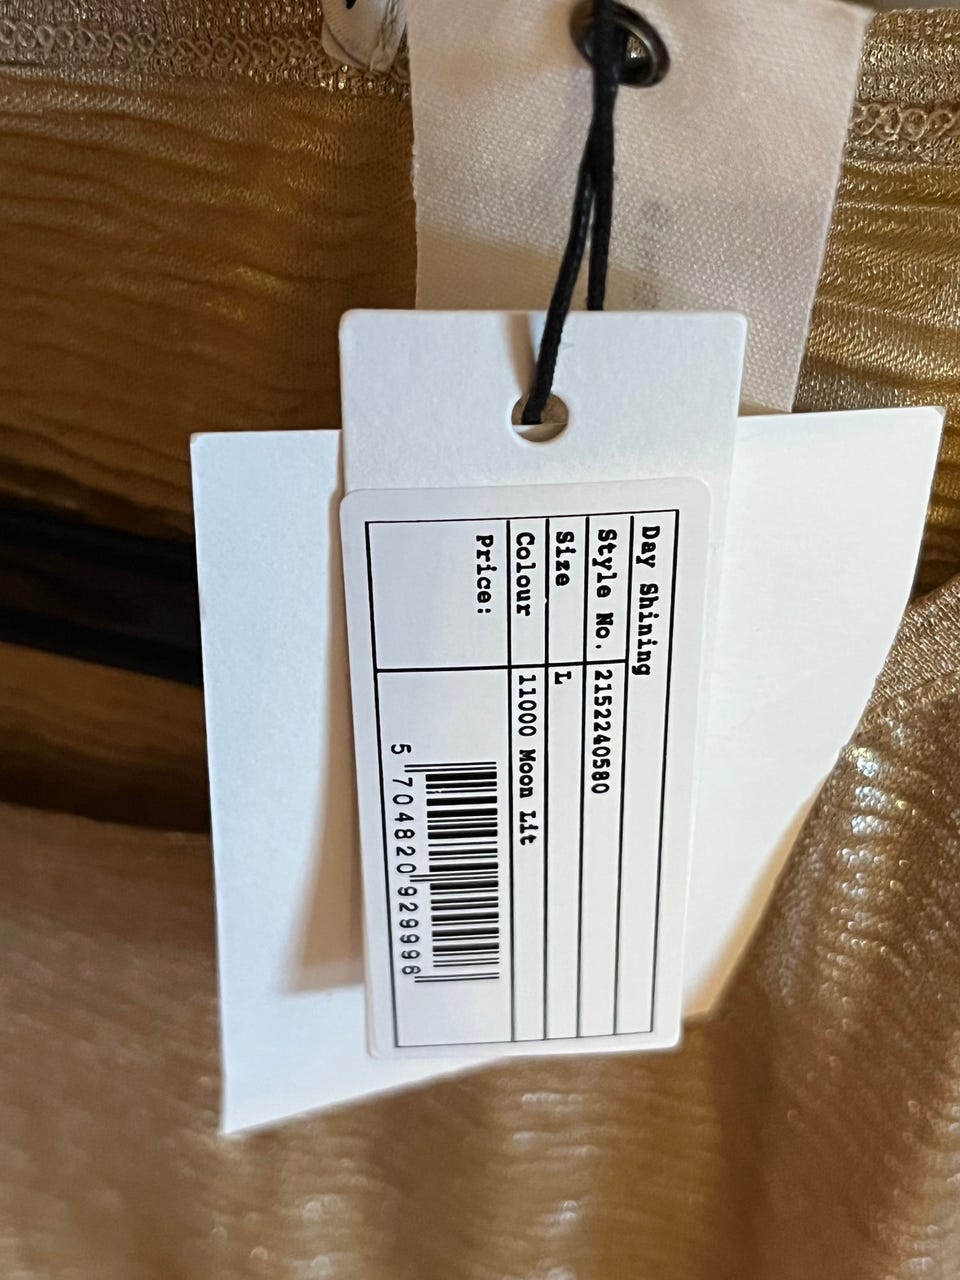 Day Shining
Style No. 2152240580
Size L
Colour 11000 Moon Lit
Price:
5 704820 929996